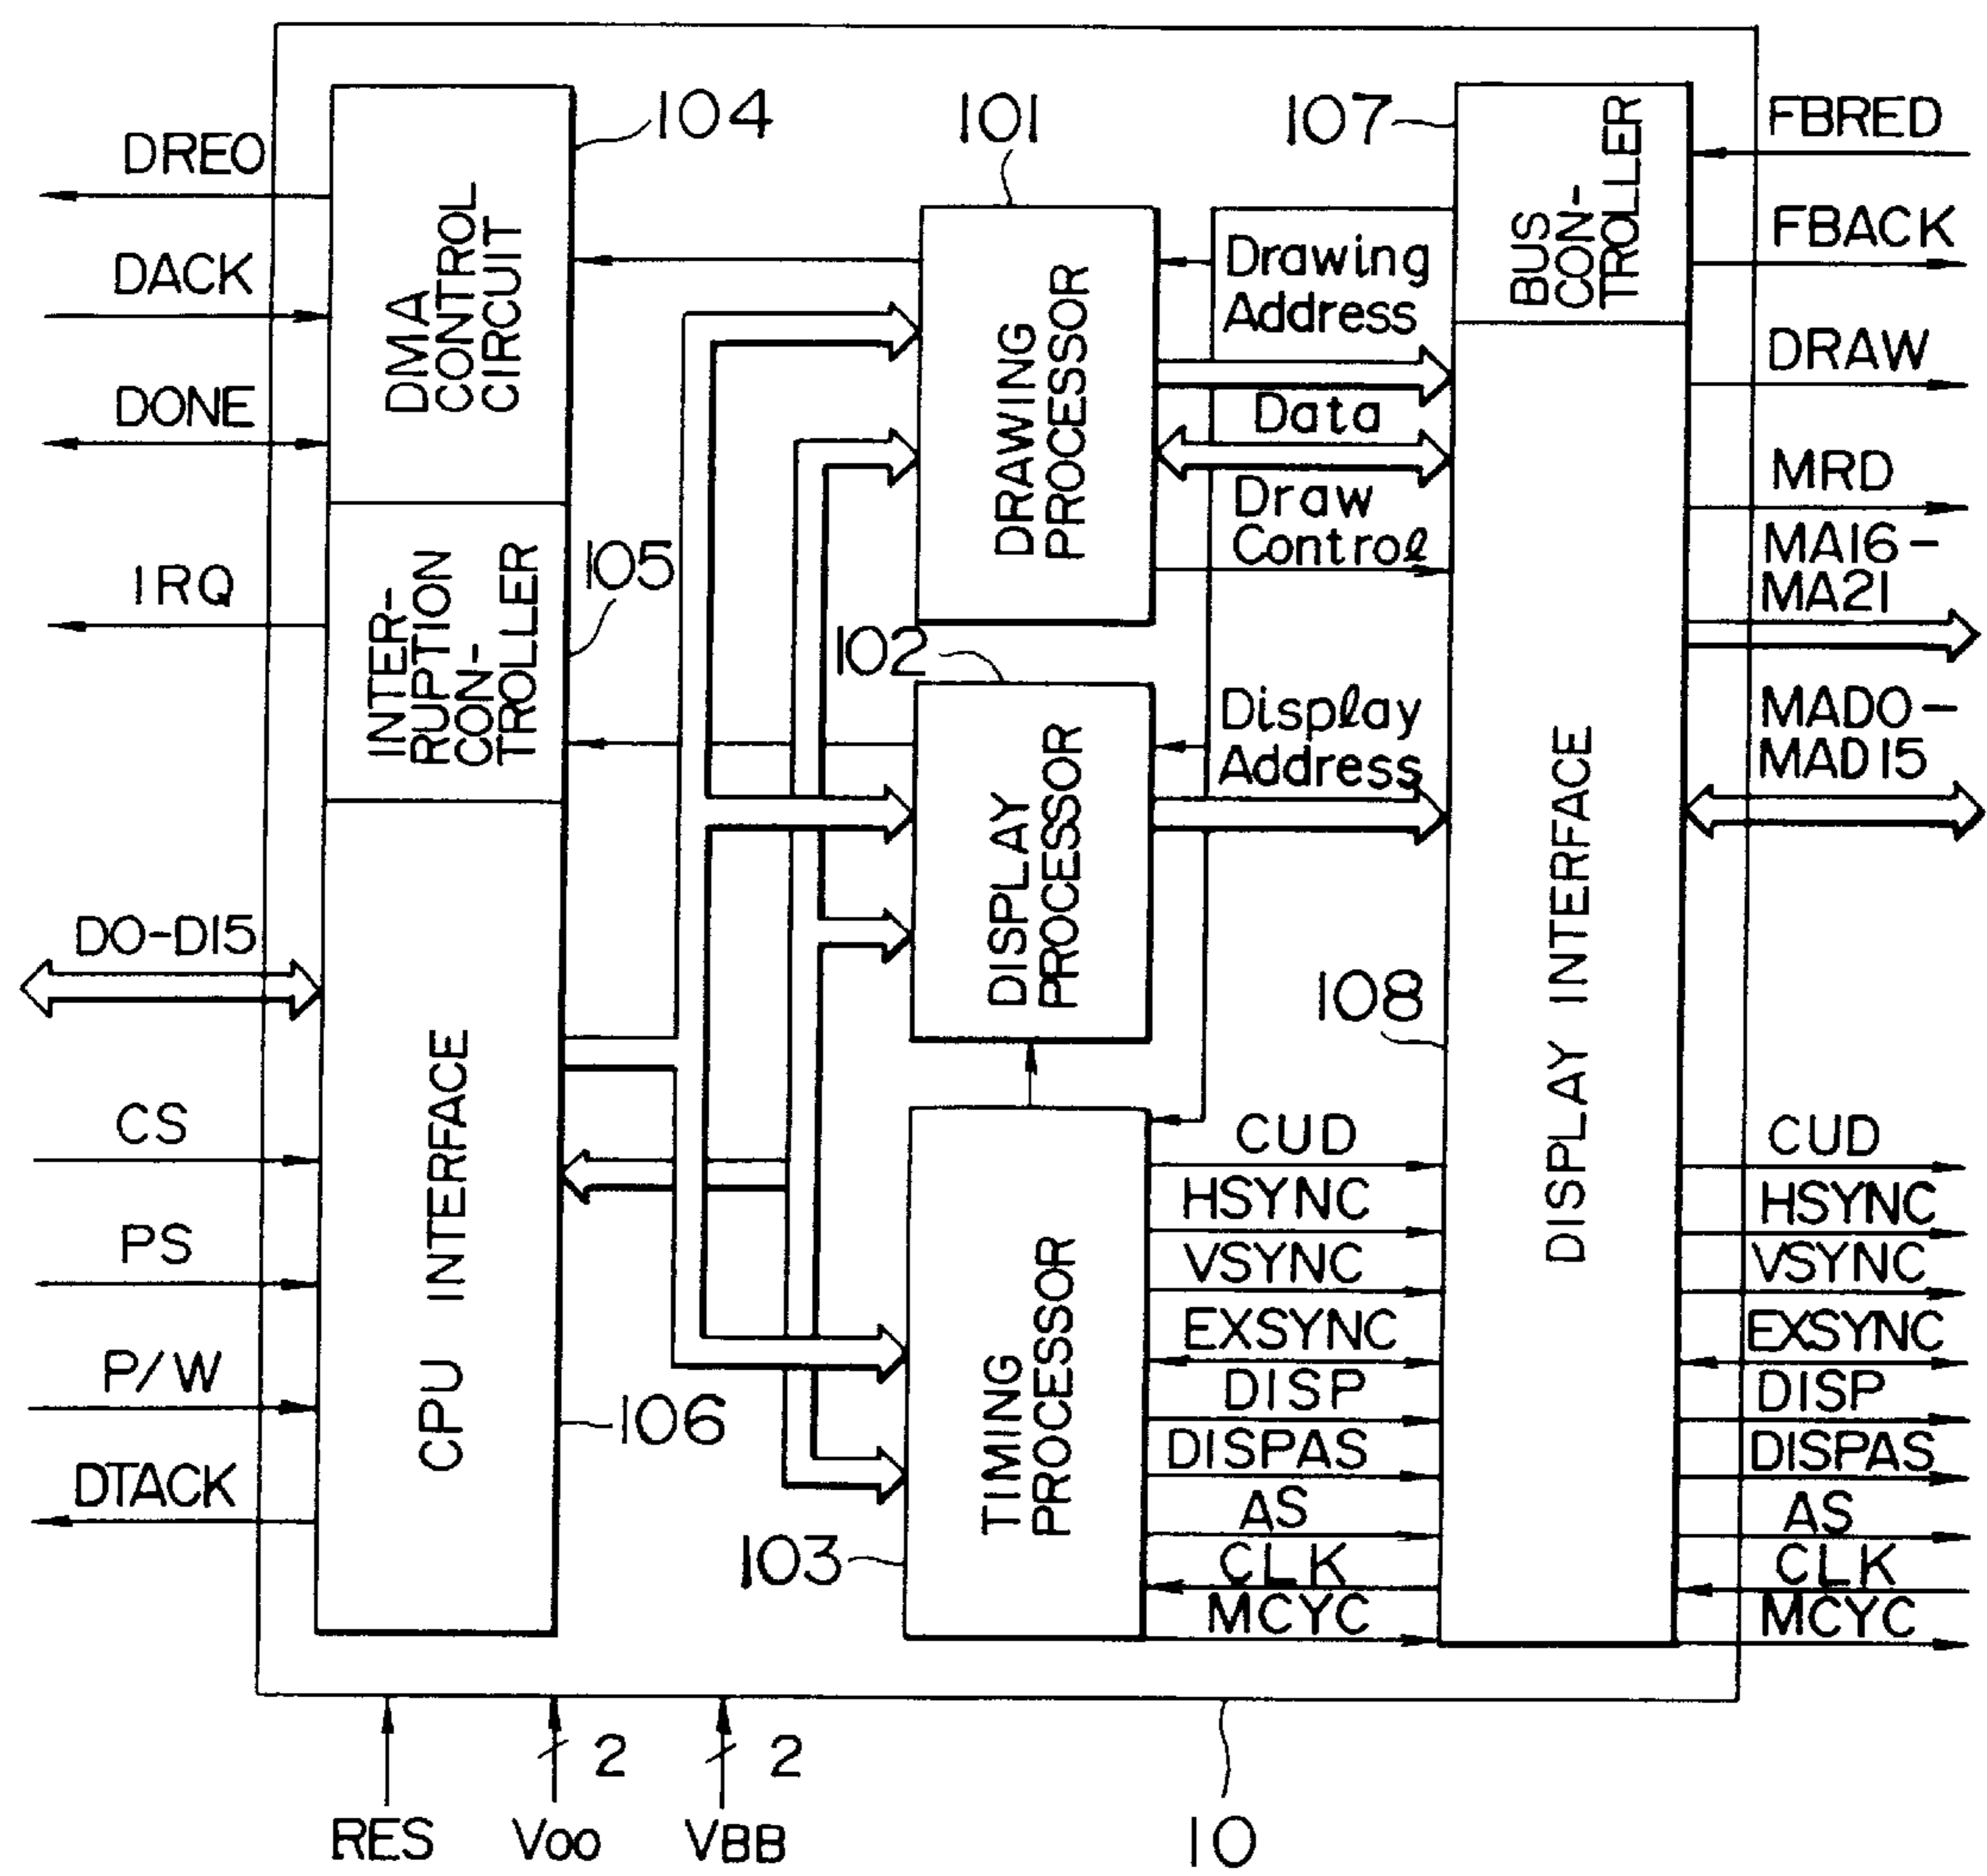 DREO
DACK
DONE
IRQ
DO-D15
CS
PS
P/W
DTACK
104
DMA
CONTROL
CIRCUIT
105
INTER-
RUPTION
CON-
TROLLER
CPU INTERFACE
106
101
DRAWING
PROCESSOR
102
DISPLAY
PROCESSOR
103
TIMING
PROCESSOR
Drawing
Address
Data
Draw
Control
Display
Address
CUD
HSYNC
VSYNC
EXSYNC
DISP
DISPAS
AS
CLK
MCYC
107
BUS
CON-
TROLLER
108
DISPLAY INTERFACE
FBRED
FBACK
DRAW
MRD
MA16-
MA21
MADO-
MAD15
CUD
HSYNC
VSYNC
EXSYNC
DISP
DISPAS
AS
CLK
MCYC
2
2
RES
Voo
VBB
10